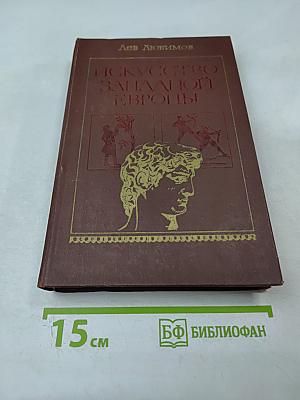 Лев Любимов
ИСКУССТВО
ЗАПАДНОЙ
ЕВРОПЫ
15 см
БФ БИБЛИОФАН